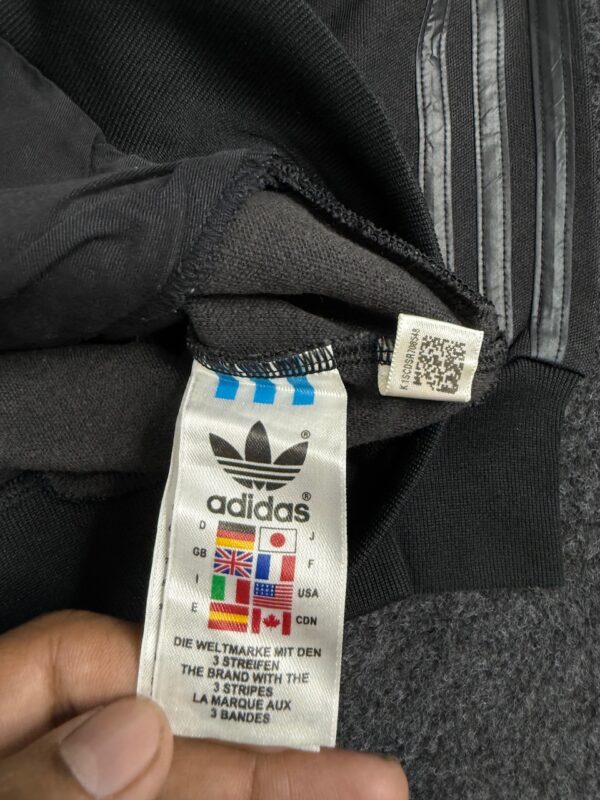 K1SC0SR708548
®
adidas®
D J
GB F
I USA
E CDN
DIE WELTMARKE MIT DEN
3 STREIFEN
THE BRAND WITH THE
3 STRIPES
LA MARQUE AUX
3 BANDES